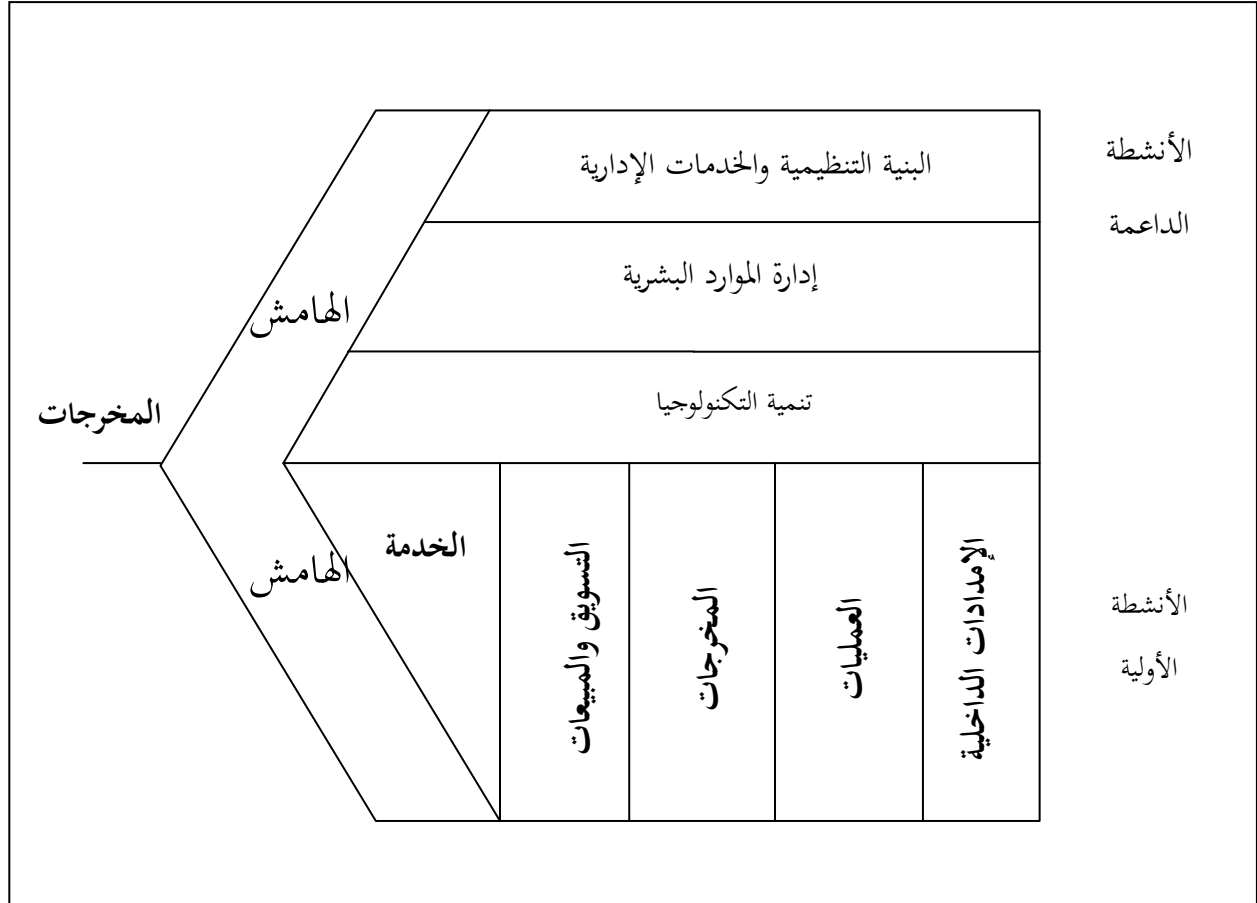 الأنشطة
الداعمة
البنية التنظيمية والخدمات الإدارية
إدارة الموارد البشرية
تنمية التكنولوجيا
الهامش
المخرجات
الأنشطة
الأولية
الإمدادات الداخلية
العمليات
المخرجات
التسويق والمبيعات
الخدمة
الهامش